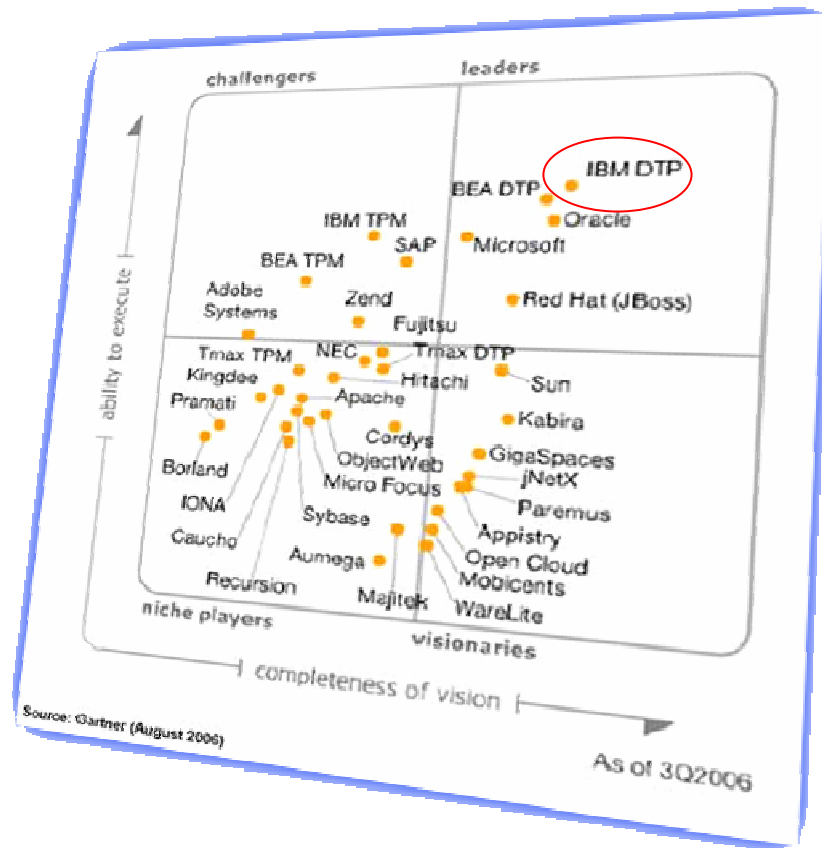 challengers
leaders
IBM DTP
BEA DTP
Oracle
IBM TPM
SAP
Microsoft
BEA TPM
Adobe
Systems
Zend
Red Hat (JBoss)
Fujitsu
ability to execute
Tmax TPM
NEC
Tmax DTP
Kingdee
Hitachi
Sun
Pramati
Apache
Kabira
Cordys
Borland
ObjectWeb
GigaSpaces
Micro Focus
jNetX
IONA
Sybase
Paremus
Caucho
Appistry
Aumega
Open Cloud
Recursion
Mobicents
Majitek
WareLite
niche players
visionaries
completeness of vision
Source: Gartner (August 2006)
As of 3Q2006